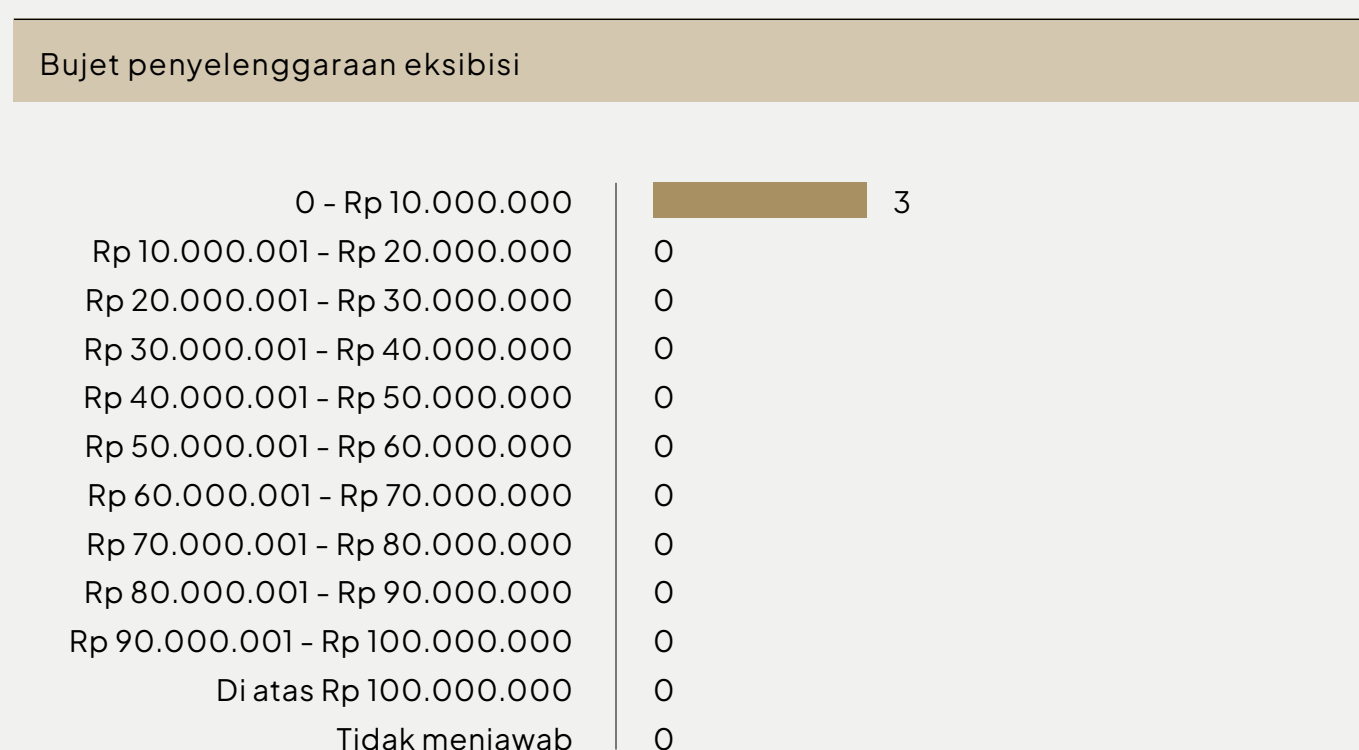 Bujet penyelenggaraan eksibisi
0 - Rp 10.000.000 3
Rp 10.000.001 - Rp 20.000.000 0
Rp 20.000.001 - Rp 30.000.000 0
Rp 30.000.001 - Rp 40.000.000 0
Rp 40.000.001 - Rp 50.000.000 0
Rp 50.000.001 - Rp 60.000.000 0
Rp 60.000.001 - Rp 70.000.000 0
Rp 70.000.001 - Rp 80.000.000 0
Rp 80.000.001 - Rp 90.000.000 0
Rp 90.000.001 - Rp 100.000.000 0
Di atas Rp 100.000.000 0
Tidak menjawab 0